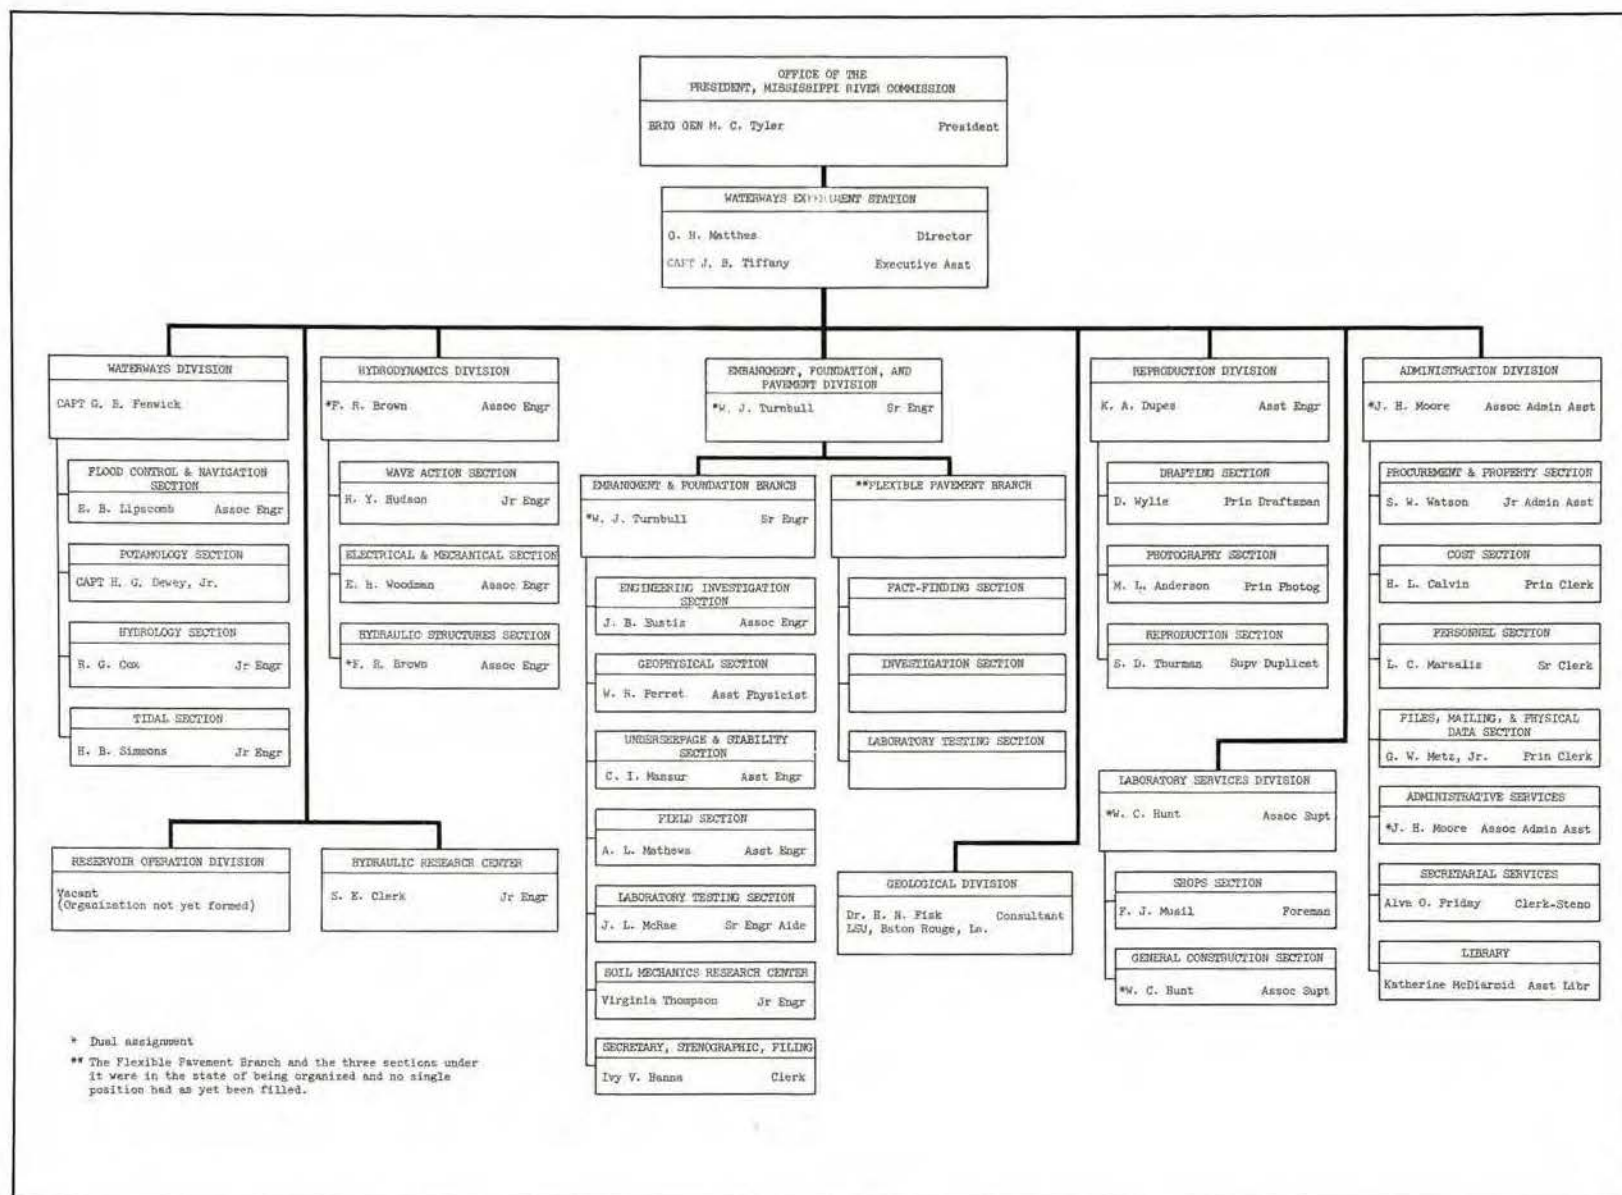 OFFICE OF THE
PRESIDENT, MISSISSIPPI RIVER COMMISSION
BRIG GEN M. C. Tyler President
WATERWAYS EXPERIMENT STATION
G. H. Matthes Director
CAPT J. B. Tiffany Executive Asst
WATERWAYS DIVISION
CAPT G. B. Fenwick
FLOOD CONTROL & NAVIGATION
SECTION
E. B. Lipscomb Assoc Engr
POTAMOLOGY SECTION
CAPT H. G. Dewey, Jr.
HYDROLOGY SECTION
R. G. Cox Jr Engr
TIDAL SECTION
H. B. Simmons Jr Engr
RESERVOIR OPERATION DIVISION
Vacant
(Organization not yet formed)
HYDRODYNAMICS DIVISION
*F. R. Brown Assoc Engr
WAVE ACTION SECTION
H. Y. Hudson Jr Engr
ELECTRICAL & MECHANICAL SECTION
E. H. Woodman Assoc Engr
HYDRAULIC STRUCTURES SECTION
*F. R. Brown Assoc Engr
HYDRAULIC RESEARCH CENTER
S. E. Clerk Jr Engr
EMBANKMENT, FOUNDATION, AND
PAVEMENT DIVISION
*W. J. Turnbull Sr Engr
EMBANKMENT & FOUNDATION BRANCH
*W. J. Turnbull Sr Engr
ENGINEERING INVESTIGATION
SECTION
J. B. Eustis Assoc Engr
GEOPHYSICAL SECTION
W. R. Perret Asst Physicist
UNDERSEEPAGE & STABILITY
SECTION
C. I. Mansur Asst Engr
FIELD SECTION
A. L. Mathews Asst Engr
LABORATORY TESTING SECTION
J. L. McRae Sr Engr Aide
SOIL MECHANICS RESEARCH CENTER
Virginia Thompson Jr Engr
SECRETARY, STENOGRAPHIC, FILING
Ivy V. Hanna Clerk
**FLEXIBLE PAVEMENT BRANCH
FACT-FINDING SECTION
INVESTIGATION SECTION
LABORATORY TESTING SECTION
GEOLOGICAL DIVISION
Dr. H. N. Fisk Consultant
LSU, Baton Rouge, La.
REPRODUCTION DIVISION
K. A. Dupes Asst Engr
DRAFTING SECTION
D. Wylie Prin Draftsman
PHOTOGRAPHY SECTION
M. L. Anderson Prin Photog
REPRODUCTION SECTION
S. D. Thurman Supv Duplicat
LABORATORY SERVICES DIVISION
*W. C. Hunt Assoc Supt
SHOPS SECTION
F. J. Musil Foreman
GENERAL CONSTRUCTION SECTION
*W. C. Hunt Assoc Supt
ADMINISTRATION DIVISION
*J. H. Moore Assoc Admin Asst
PROCUREMENT & PROPERTY SECTION
S. W. Watson Jr Admin Asst
COST SECTION
H. L. Calvin Prin Clerk
PERSONNEL SECTION
L. C. Marsalis Sr Clerk
FILES, MAILING, & PHYSICAL
DATA SECTION
G. W. Metz, Jr. Prin Clerk
ADMINISTRATIVE SERVICES
*J. H. Moore Assoc Admin Asst
SECRETARIAL SERVICES
Alva O. Friday Clerk-Steno
LIBRARY
Katherine McDiarmid Asst Libr
* Dual assignment
** The Flexible Pavement Branch and the three sections under
it were in the state of being organized and no single
position had as yet been filled.